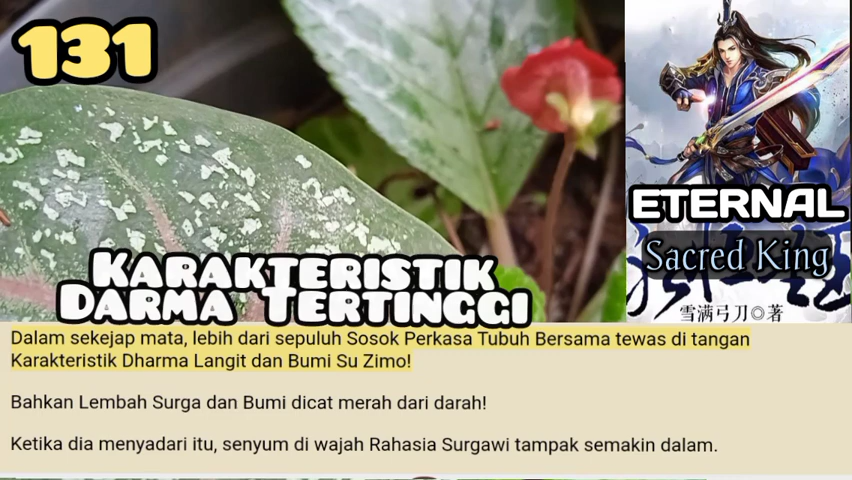 131
ETERNAL
Sacred King
雪满弓刀◎著
KARAKTERISTIK
DARMA TERTINGGI
Dalam sekejap mata, lebih dari sepuluh Sosok Perkasa Tubuh Bersama tewas di tangan
Karakteristik Dharma Langit dan Bumi Su Zimo!
Bahkan Lembah Surga dan Bumi dicat merah dari darah!
Ketika dia menyadari itu, senyum di wajah Rahasia Surgawi tampak semakin dalam.